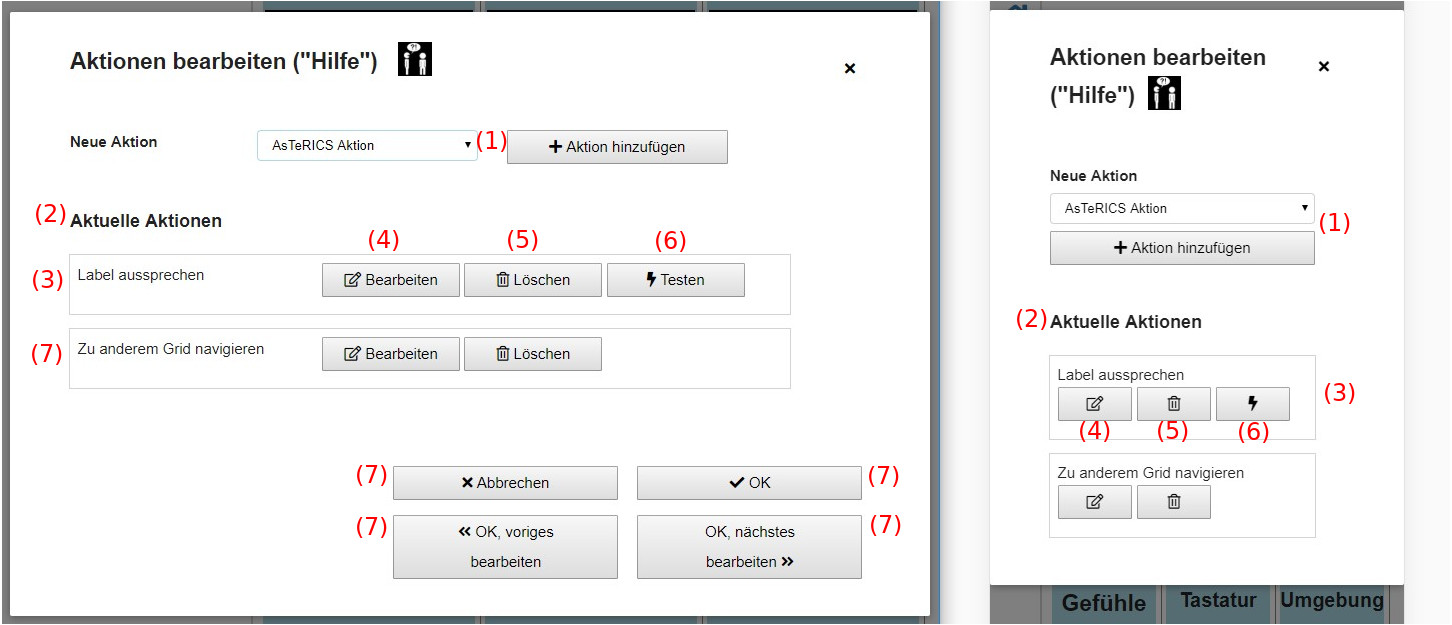 Aktionen bearbeiten ("Hilfe")
Neue Aktion
AsTeRICS Aktion
(1)
Aktion hinzufügen
(2)
Aktuelle Aktionen
(4)
(5)
(6)
(3)
Label aussprechen
Bearbeiten
Löschen
Testen
(7)
Zu anderem Grid navigieren
Bearbeiten
Löschen
(7)
Abbrechen
OK
(7)
(7)
OK, voriges
bearbeiten
OK, nächstes
bearbeiten
(7)
Aktionen bearbeiten
("Hilfe")
Neue Aktion
AsTeRICS Aktion
(1)
Aktion hinzufügen
(2)
Aktuelle Aktionen
Label aussprechen
(3)
(4)
(5)
(6)
Zu anderem Grid navigieren
Gefühle
Tastatur
Umgebung